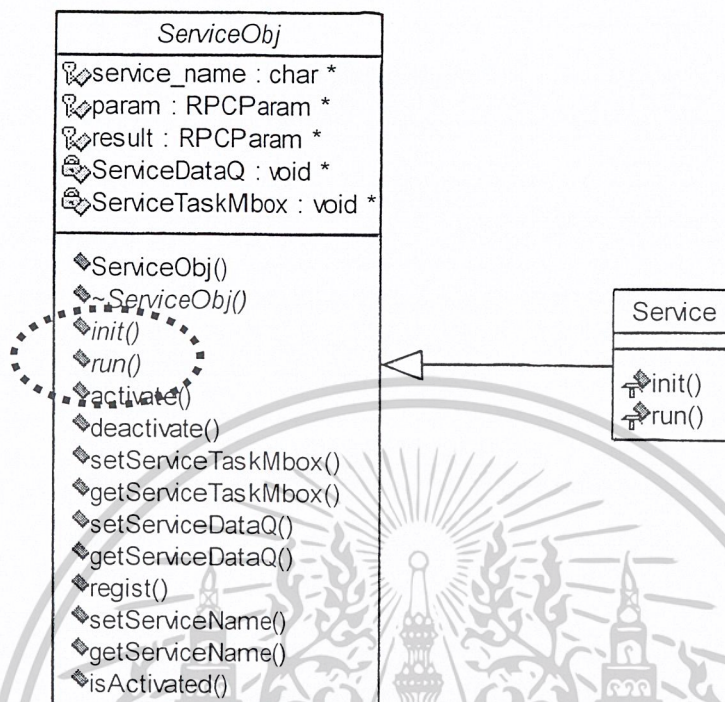 ServiceObj
service_name : char *
param : RPCParam *
result : RPCParam *
ServiceDataQ : void *
ServiceTaskMbox : void *
ServiceObj()
~ServiceObj()
init()
run()
activate()
deactivate()
setServiceTaskMbox()
getServiceTaskMbox()
setServiceDataQ()
getServiceDataQ()
regist()
setServiceName()
getServiceName()
isActivated()
Service
init()
run()